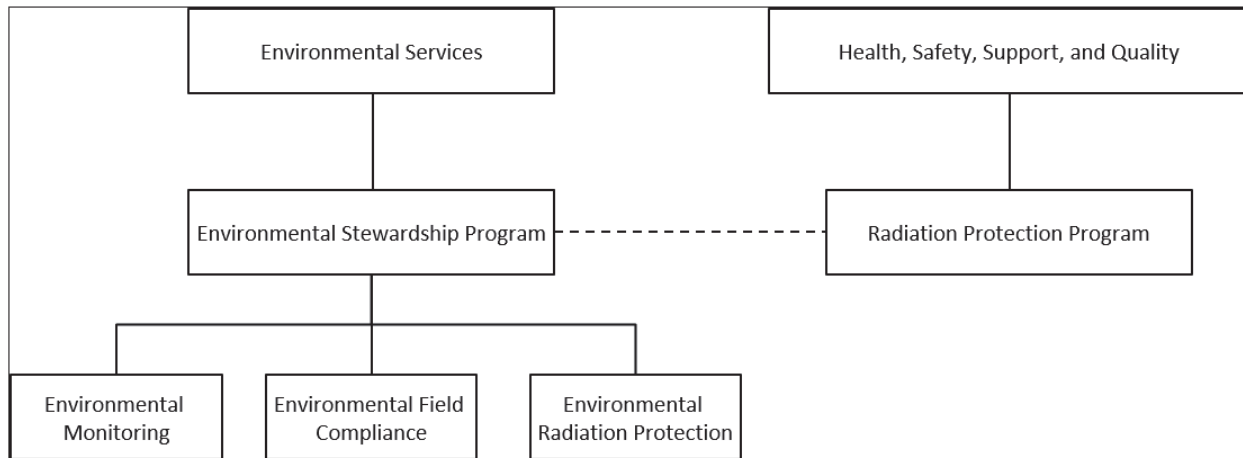 Environmental Services
Health, Safety, Support, and Quality
Environmental Stewardship Program
Radiation Protection Program
Environmental
Monitoring
Environmental Field
Compliance
Environmental
Radiation Protection